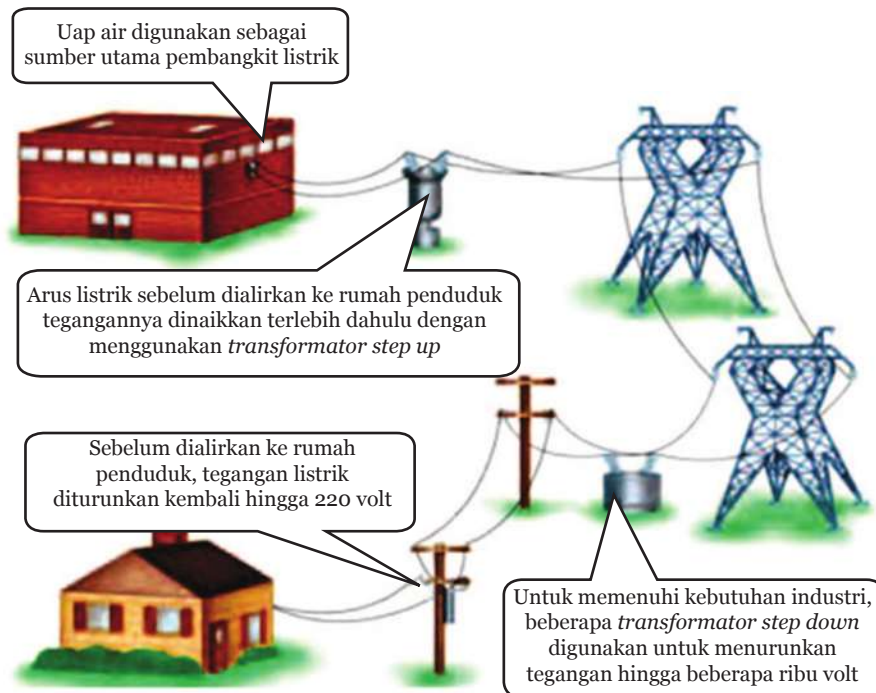 Uap air digunakan sebagai
sumber utama pembangkit listrik
Arus listrik sebelum dialirkan ke rumah penduduk
tegangannya dinaikkan terlebih dahulu dengan
menggunakan transformator step up
Sebelum dialirkan ke rumah
penduduk, tegangan listrik
diturunkan kembali hingga 220 volt
Untuk memenuhi kebutuhan industri,
beberapa transformator step down
digunakan untuk menurunkan
tegangan hingga beberapa ribu volt